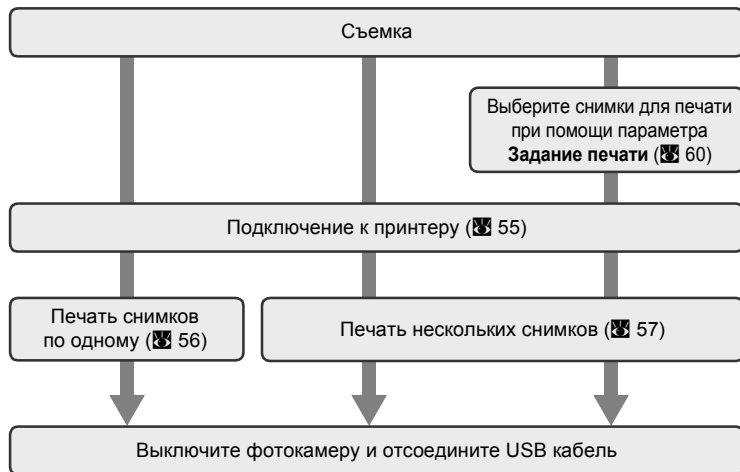 Съемка
Выберите снимки для печати
при помощи параметра
Задание печати (60)
Подключение к принтеру (55)
Печать снимков
по одному (56)
Печать нескольких снимков (57)
Выключите фотокамеру и отсоедините USB кабель